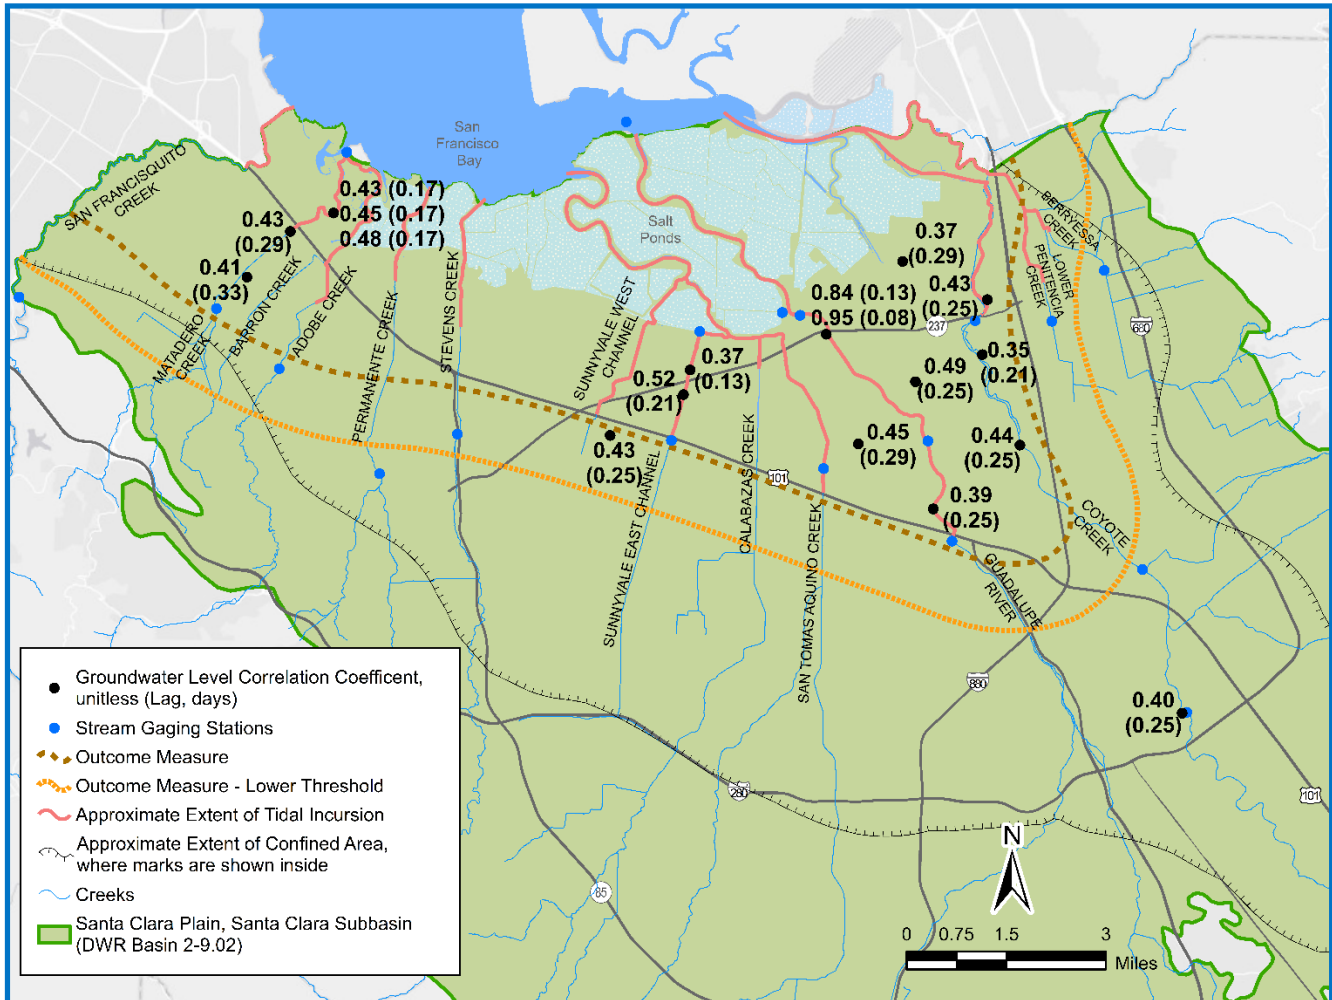 San
Francisco
Bay
Salt
Ponds
SAN FRANCISQUITO
CREEK
MATADERO
CREEK
BARRON CREEK
ADOBE CREEK
PERMANENTE CREEK
STEVENS CREEK
SUNNYVALE WEST
CHANNEL
SUNNYVALE EAST CHANNEL
CALABAZAS CREEK
SAN TOMAS AQUINO CREEK
GUADALUPE
RIVER
COYOTE
CREEK
BERRYESSA
CREEK
LOWER
PENITENCIA
CREEK
0.43 (0.17)
0.45 (0.17)
0.48 (0.17)
0.43
(0.29)
0.41
(0.33)
0.37
(0.29)
0.84 (0.13)
0.95 (0.08)
0.43
(0.25)
0.37
(0.13)
0.52
(0.21)
0.43
(0.25)
0.49
(0.25)
0.35
(0.21)
0.45
(0.29)
0.44
(0.25)
0.39
(0.25)
0.40
(0.25)
237
680
101
880
280
85
101
Groundwater Level Correlation Coefficent,
unitless (Lag, days)
Stream Gaging Stations
Outcome Measure
Outcome Measure - Lower Threshold
Approximate Extent of Tidal Incursion
Approximate Extent of Confined Area,
where marks are shown inside
Creeks
Santa Clara Plain, Santa Clara Subbasin
(DWR Basin 2-9.02)
N
0 0.75 1.5 3
Miles